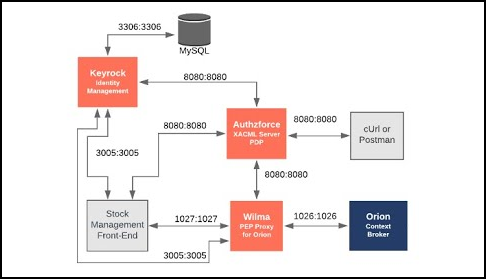 3306:3306
MySQL
Keyrock
Identity
Management
8080:8080
8080:8080
Authzforce
XACML Server
PDP
8080:8080
cUrl or
Postman
3005:3005
8080:8080
Stock
Management
Front-End
1027:1027
Wilma
PEP Proxy
for Orion
1026:1026
Orion
Context
Broker
3005:3005